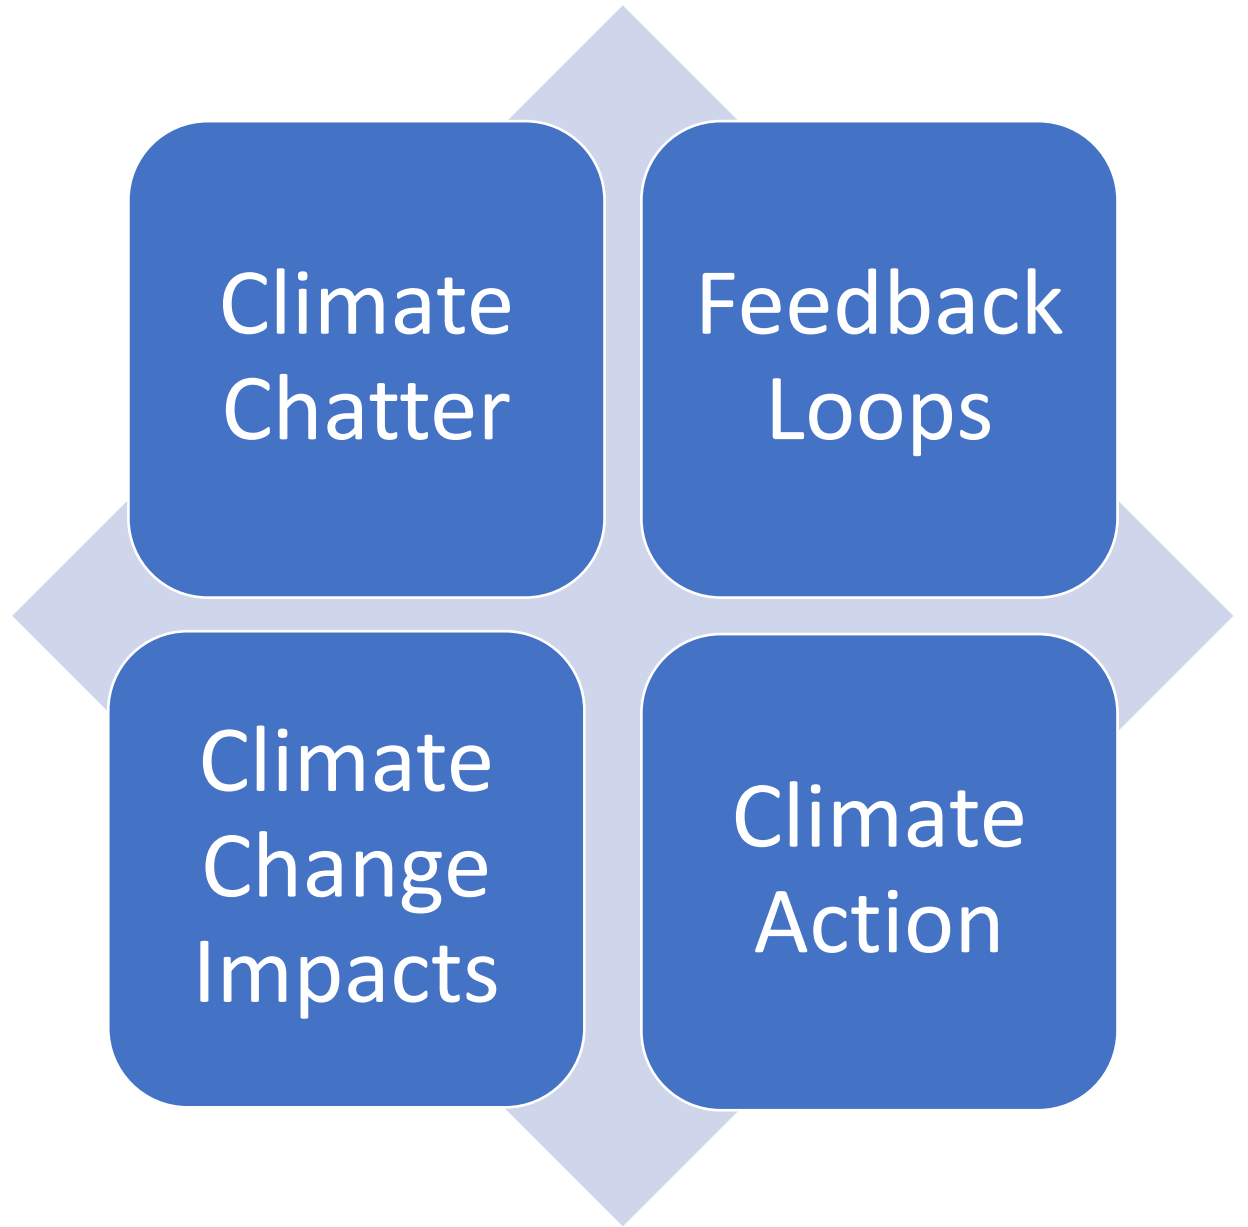 Climate
Chatter
Feedback
Loops
Climate
Change
Impacts
Climate
Action